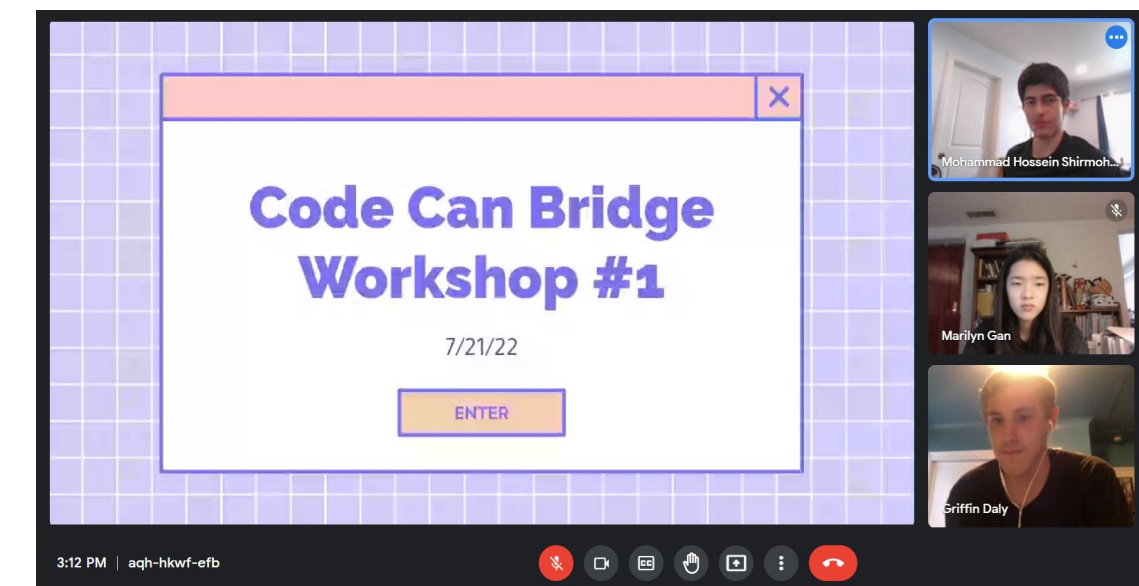 Code Can Bridge
Workshop #1
7/21/22
ENTER
Mohammad Hossein Shirmoh...
Marilyn Gan
Griffin Daly
3:12 PM | aqh-hkwf-efb
CC